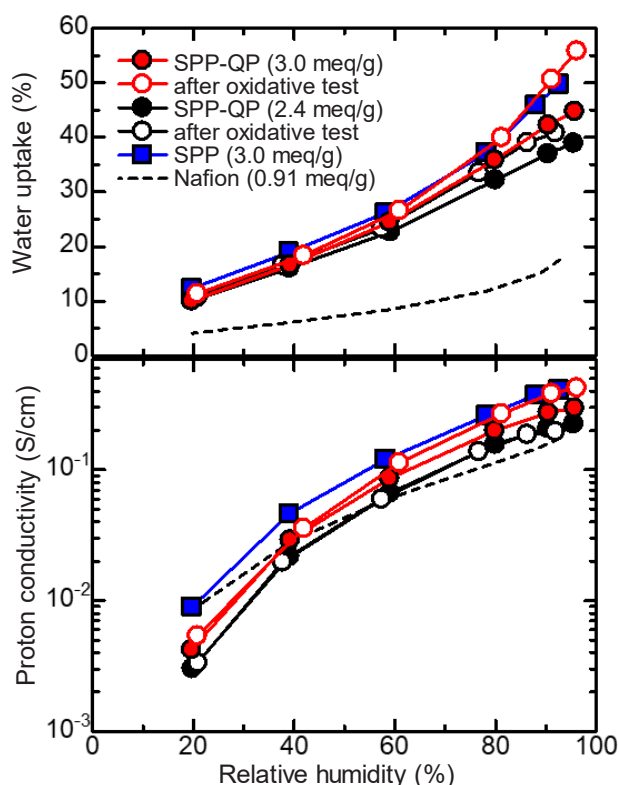 Water uptake (%)
60
50
40
30
20
10
0
SPP-QP (3.0 meq/g)
after oxidative test
SPP-QP (2.4 meq/g)
after oxidative test
SPP (3.0 meq/g)
Nafion (0.91 meq/g)
Proton conductivity (S/cm)
10⁻¹
10⁻²
10⁻³
0 20 40 60 80 100
Relative humidity (%)